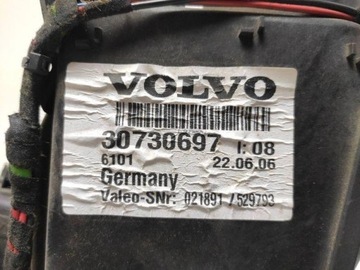 VOLVO
30730697 I: 08
6101 22.06.06
Germany
Valeo-SNr: 021891 / 529793